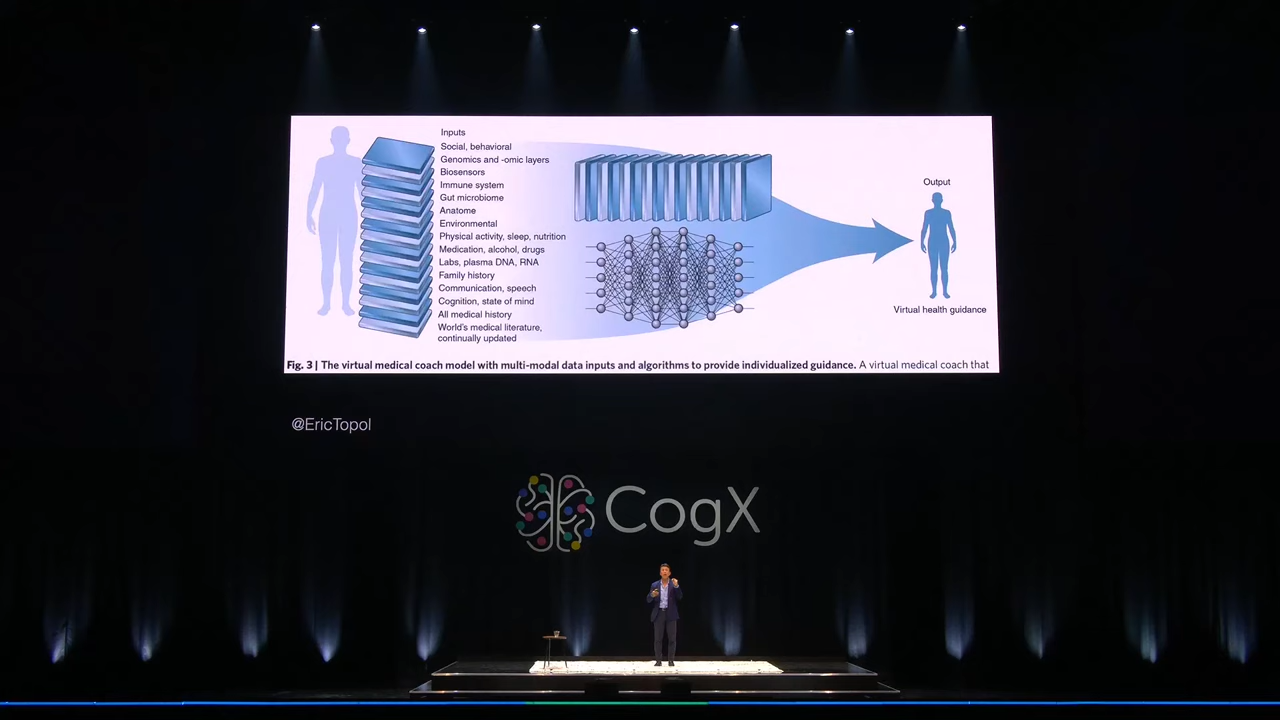 Inputs
Social, behavioral
Genomics and -omic layers
Biosensors
Immune system
Gut microbiome
Anatome
Environmental
Physical activity, sleep, nutrition
Medication, alcohol, drugs
Labs, plasma DNA, RNA
Family history
Communication, speech
Cognition, state of mind
All medical history
World's medical literature,
continually updated
Output
Virtual health guidance
Fig. 3 | The virtual medical coach model with multi-modal data inputs and algorithms to provide individualized guidance. A virtual medical coach that
@EricTopol
CogX